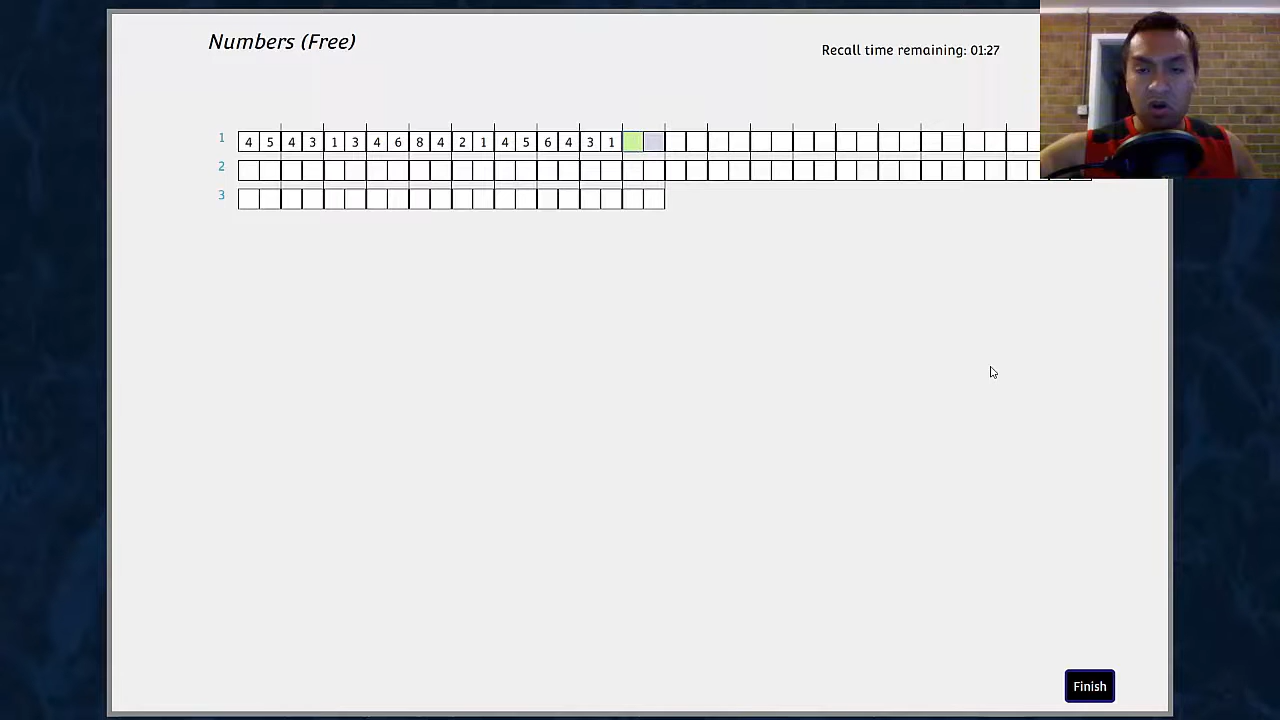 Numbers (Free)
Recall time remaining: 01:27
1 4 5 4 3 1 3 4 6 8 4 2 1 4 5 6 4 3 1
2
3
Finish